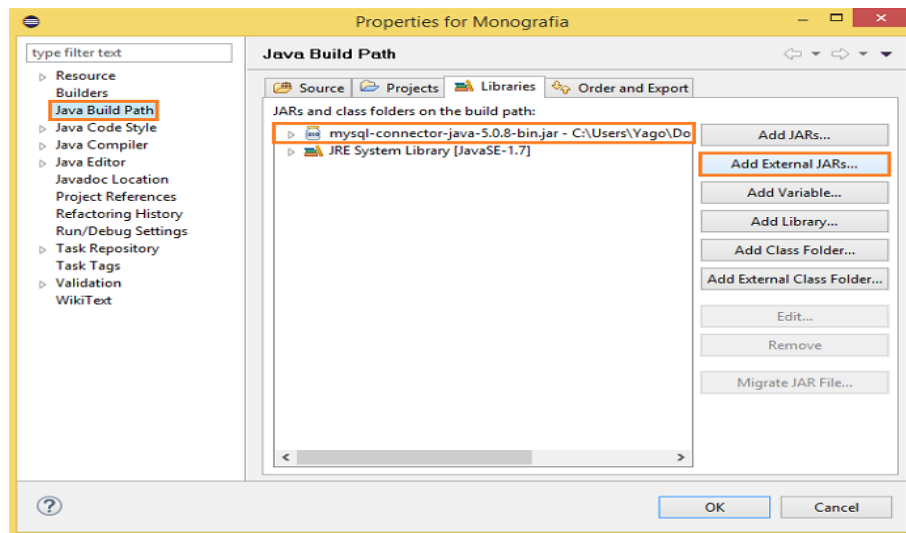 Properties for Monografia
type filter text
Resource
Builders
Java Build Path
Java Code Style
Java Compiler
Java Editor
Javadoc Location
Project References
Refactoring History
Run/Debug Settings
Task Repository
Task Tags
Validation
WikiText
Java Build Path
Source Projects Libraries Order and Export
JARs and class folders on the build path:
mysql-connector-java-5.0.8-bin.jar - C:\Users\Yago\Do
JRE System Library [JavaSE-1.7]
Add JARs...
Add External JARs...
Add Variable...
Add Library...
Add Class Folder...
Add External Class Folder...
Edit...
Remove
Migrate JAR File...
OK Cancel